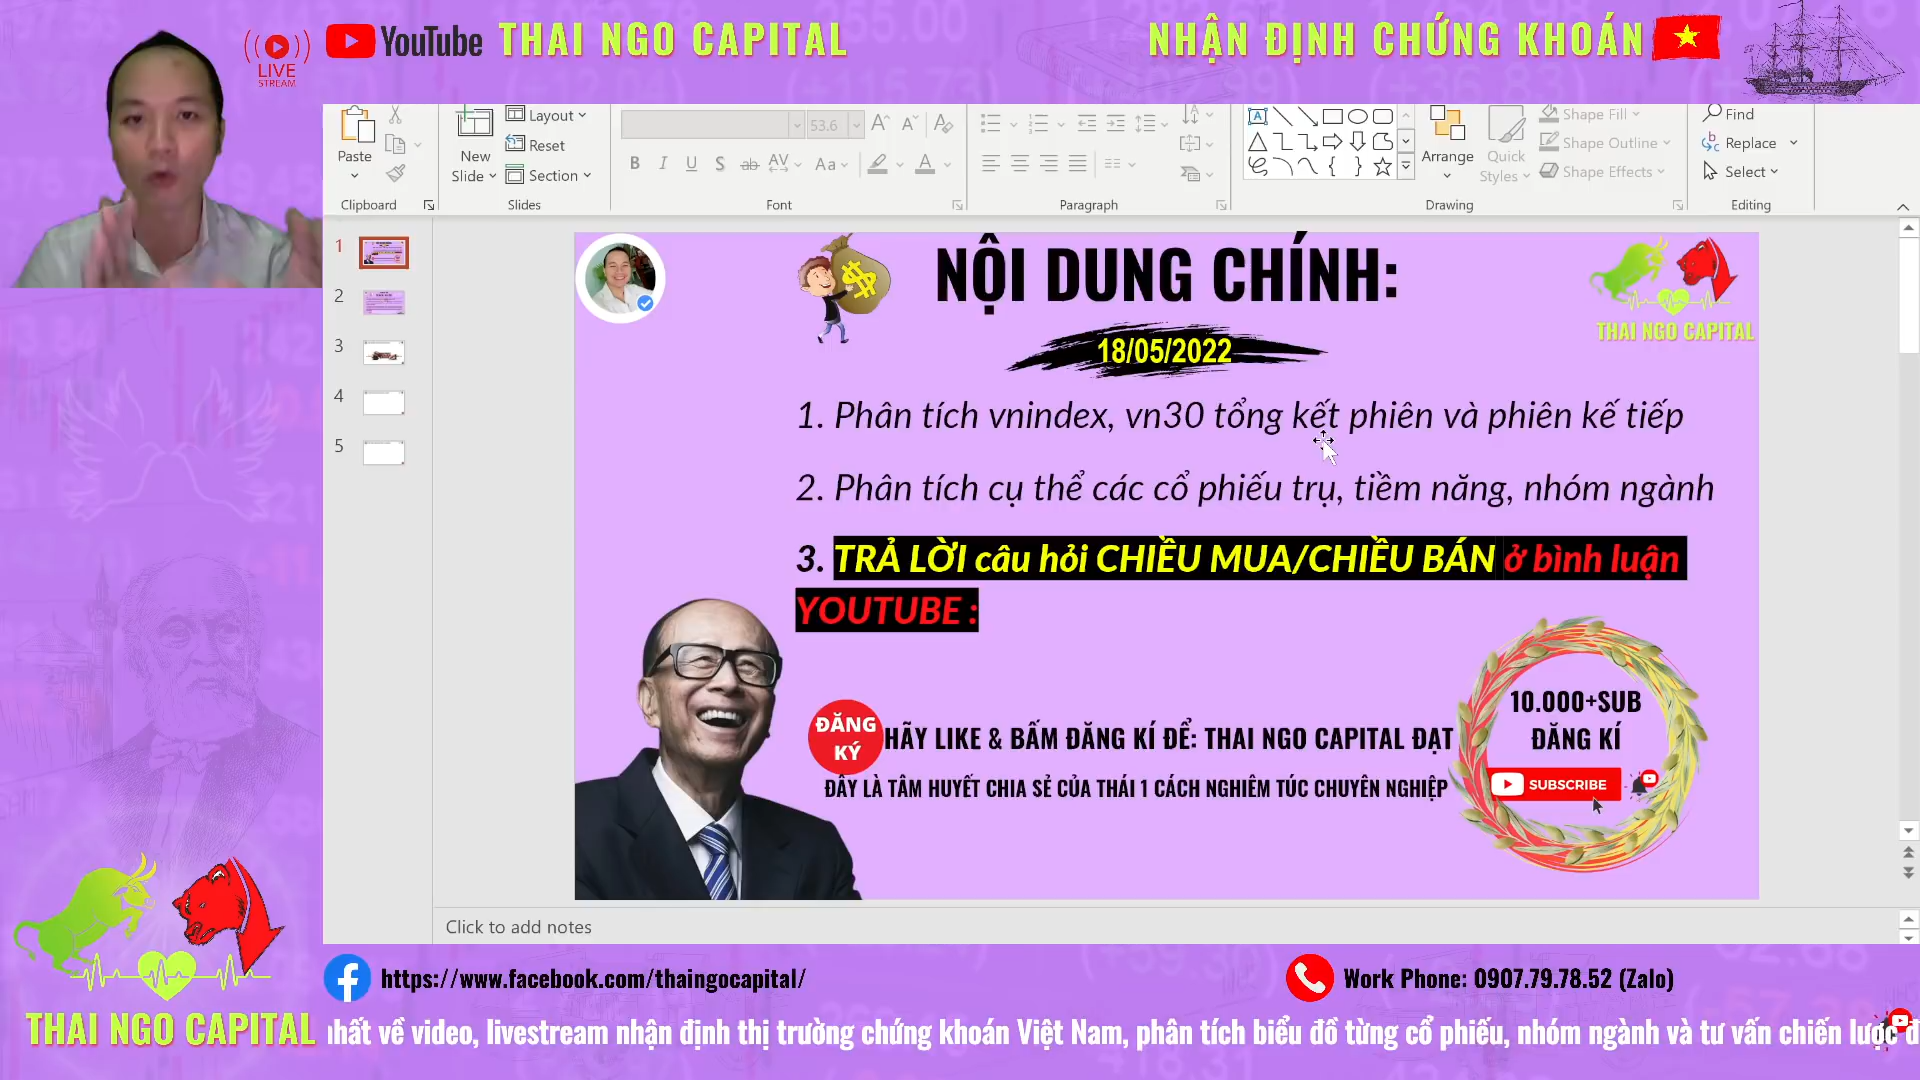 LIVE
STREAM
YouTube THAI NGO CAPITAL
NHẬN ĐỊNH CHỨNG KHOÁN
Paste
New
Slide
Layout
Reset
Section
53.6
B I U S ab AV Aa A
Arrange
Quick
Styles
Shape Fill
Shape Outline
Shape Effects
Find
Replace
Select
Clipboard
Slides
Font
Paragraph
Drawing
Editing
1
2
3
4
5
NỘI DUNG CHÍNH:
18/05/2022
THAI NGO CAPITAL
1. Phân tích vnindex, vn30 tổng kết phiên và phiên kế tiếp
2. Phân tích cụ thể các cổ phiếu trụ, tiềm năng, nhóm ngành
3. TRẢ LỜI câu hỏi CHIỀU MUA/CHIỀU BÁN ở bình luận
YOUTUBE :
ĐĂNG
KÝ
HÃY LIKE & BẤM ĐĂNG KÍ ĐỂ: THAI NGO CAPITAL ĐẠT
ĐÂY LÀ TÂM HUYẾT CHIA SẺ CỦA THÁI 1 CÁCH NGHIÊM TÚC CHUYÊN NGHIỆP
10.000+SUB
ĐĂNG KÍ
SUBSCRIBE
Click to add notes
https://www.facebook.com/thaingocapital/
Work Phone: 0907.79.78.52 (Zalo)
THAI NGO CAPITAL
nhất về video, livestream nhận định thị trường chứng khoán Việt Nam, phân tích biểu đồ từng cổ phiếu, nhóm ngành và tư vấn chiến lược